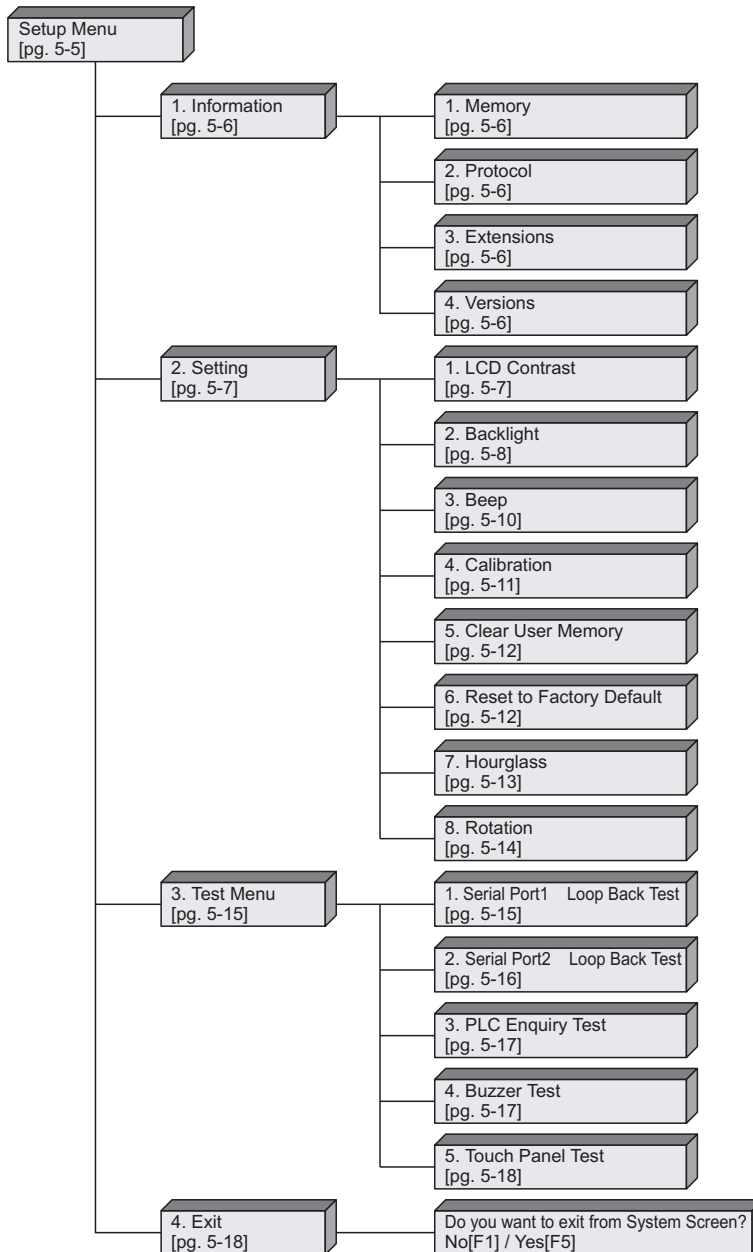 Setup Menu
[pg. 5-5]
1. Information
[pg. 5-6]
1. Memory
[pg. 5-6]
2. Protocol
[pg. 5-6]
3. Extensions
[pg. 5-6]
4. Versions
[pg. 5-6]
2. Setting
[pg. 5-7]
1. LCD Contrast
[pg. 5-7]
2. Backlight
[pg. 5-8]
3. Beep
[pg. 5-10]
4. Calibration
[pg. 5-11]
5. Clear User Memory
[pg. 5-12]
6. Reset to Factory Default
[pg. 5-12]
7. Hourglass
[pg. 5-13]
8. Rotation
[pg. 5-14]
3. Test Menu
[pg. 5-15]
1. Serial Port1 Loop Back Test
[pg. 5-15]
2. Serial Port2 Loop Back Test
[pg. 5-16]
3. PLC Enquiry Test
[pg. 5-17]
4. Buzzer Test
[pg. 5-17]
5. Touch Panel Test
[pg. 5-18]
4. Exit
[pg. 5-18]
Do you want to exit from System Screen?
No[F1] / Yes[F5]